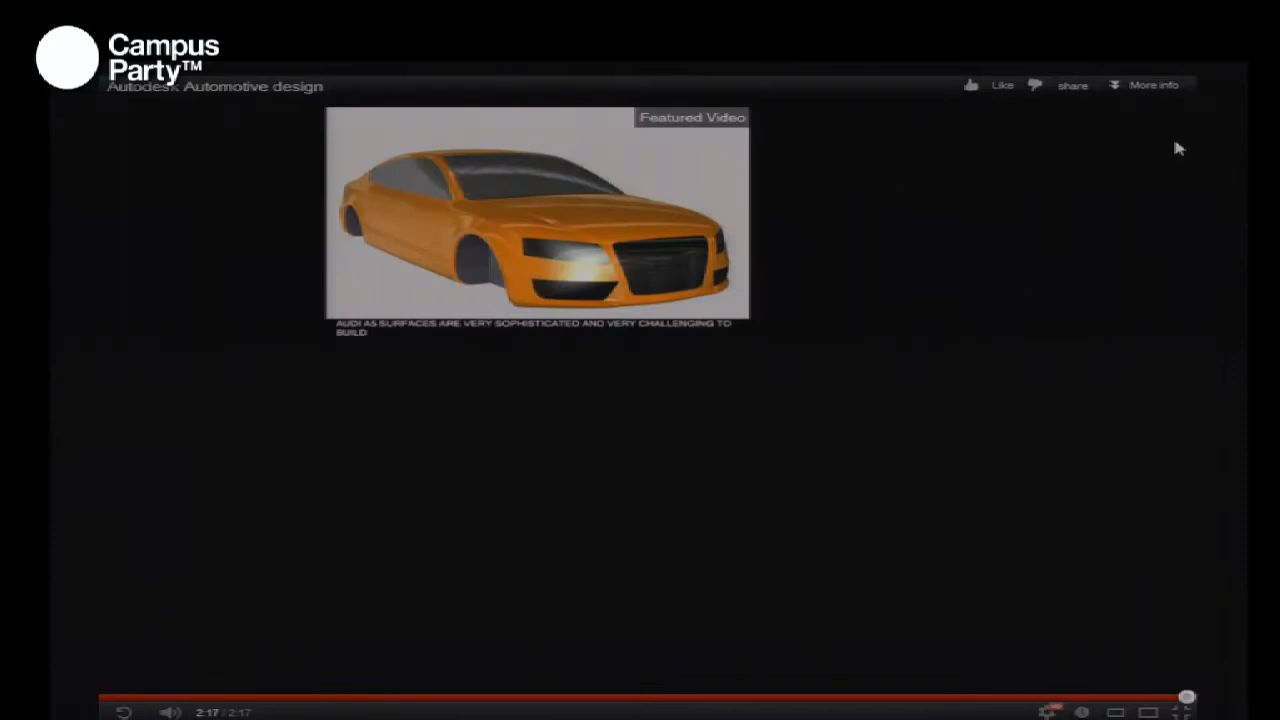 Campus
Party™
Autodesk Automotive design
Like
share
More info
Featured Video
AUDI A5 SURFACES ARE VERY SOPHISTICATED AND VERY CHALLENGING TO
BUILD
2:17 / 2:17